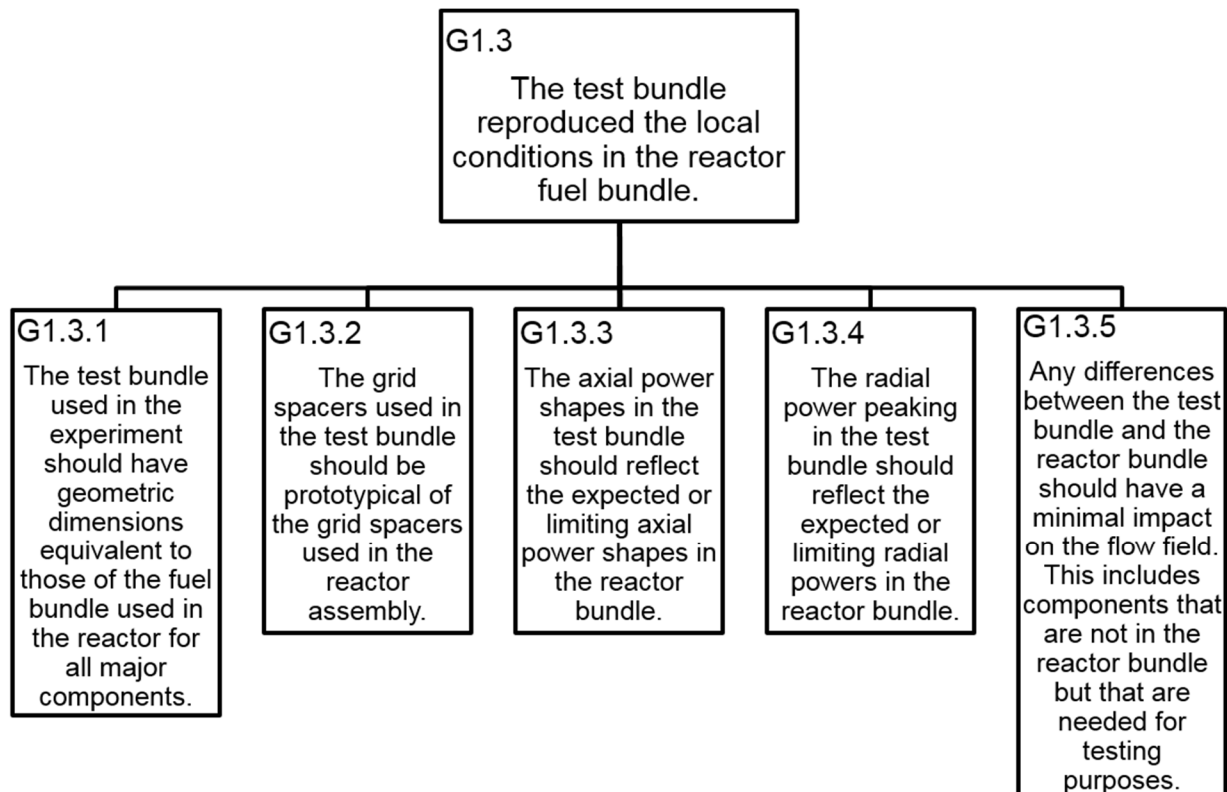 G1.3
The test bundle
reproduced the local
conditions in the reactor
fuel bundle.
G1.3.1
The test bundle
used in the
experiment
should have
geometric
dimensions
equivalent to
those of the fuel
bundle used in
the reactor for
all major
components.
G1.3.2
The grid
spacers used in
the test bundle
should be
prototypical of
the grid spacers
used in the
reactor
assembly.
G1.3.3
The axial power
shapes in the
test bundle
should reflect
the expected or
limiting axial
power shapes in
the reactor
bundle.
G1.3.4
The radial
power peaking
in the test
bundle should
reflect the
expected or
limiting radial
powers in the
reactor bundle.
G1.3.5
Any differences
between the test
bundle and the
reactor bundle
should have a
minimal impact
on the flow field.
This includes
components that
are not in the
reactor bundle
but that are
needed for
testing
purposes.